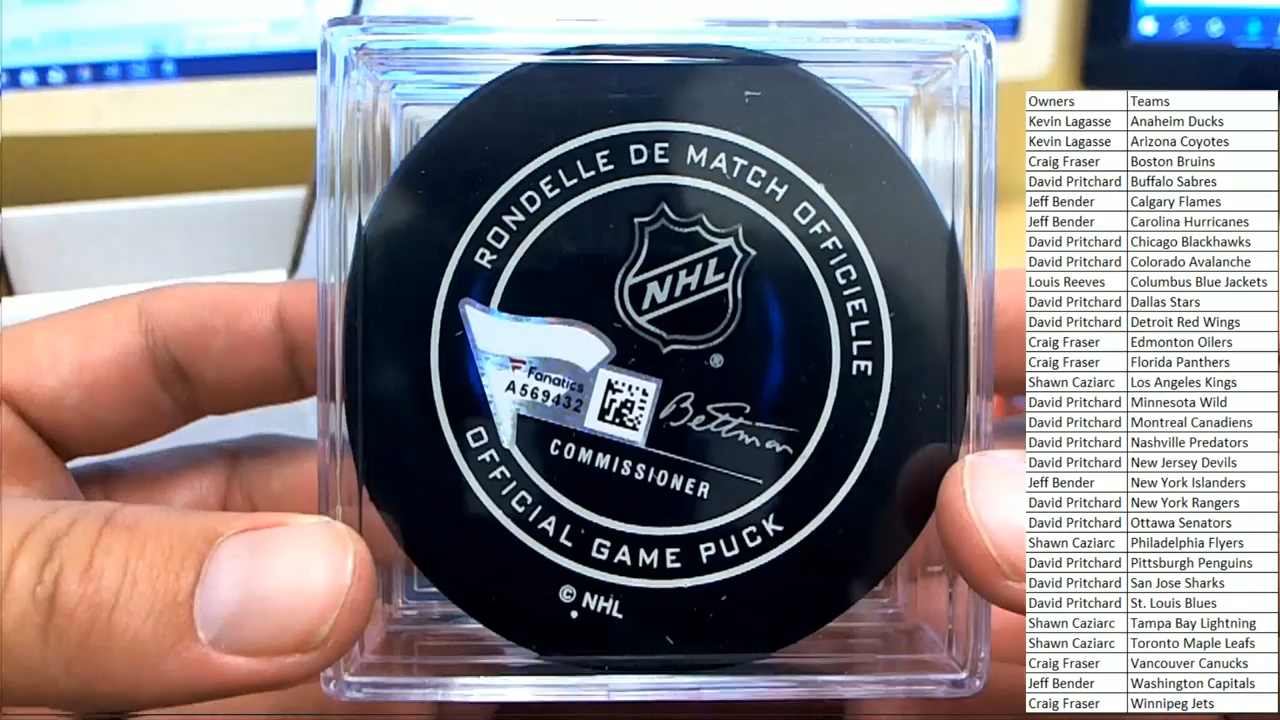 RONDELLE DE MATCH OFFICIELLE
NHL
®
Fanatics
A569432
Bettman
COMMISSIONER
OFFICIAL GAME PUCK
© NHL
Owners Teams
Kevin Lagasse Anaheim Ducks
Kevin Lagasse Arizona Coyotes
Craig Fraser Boston Bruins
David Pritchard Buffalo Sabres
Jeff Bender Calgary Flames
Jeff Bender Carolina Hurricanes
David Pritchard Chicago Blackhawks
David Pritchard Colorado Avalanche
Louis Reeves Columbus Blue Jackets
David Pritchard Dallas Stars
David Pritchard Detroit Red Wings
Craig Fraser Edmonton Oilers
Craig Fraser Florida Panthers
Shawn Caziarc Los Angeles Kings
David Pritchard Minnesota Wild
David Pritchard Montreal Canadiens
David Pritchard Nashville Predators
David Pritchard New Jersey Devils
Jeff Bender New York Islanders
David Pritchard New York Rangers
David Pritchard Ottawa Senators
Shawn Caziarc Philadelphia Flyers
David Pritchard Pittsburgh Penguins
David Pritchard San Jose Sharks
David Pritchard St. Louis Blues
Shawn Caziarc Tampa Bay Lightning
Shawn Caziarc Toronto Maple Leafs
Craig Fraser Vancouver Canucks
Jeff Bender Washington Capitals
Craig Fraser Winnipeg Jets